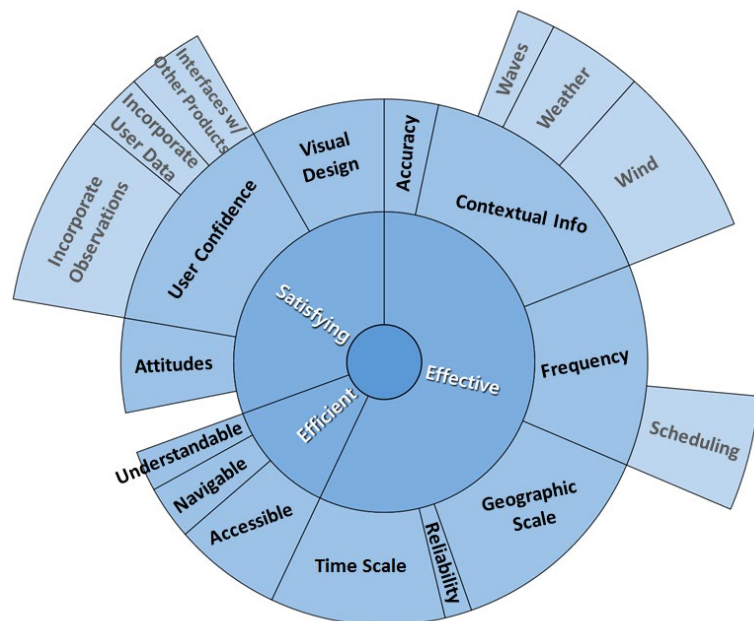 Interfaces w/
Other Products
Incorporate
User Data
Incorporate
Observations
Waves
Weather
Wind
Visual
Design
Accuracy
Contextual Info
User Confidence
Satisfying
Effective
Efficient
Attitudes
Frequency
Scheduling
Understandable
Navigable
Accessible
Time Scale
Reliability
Geographic
Scale